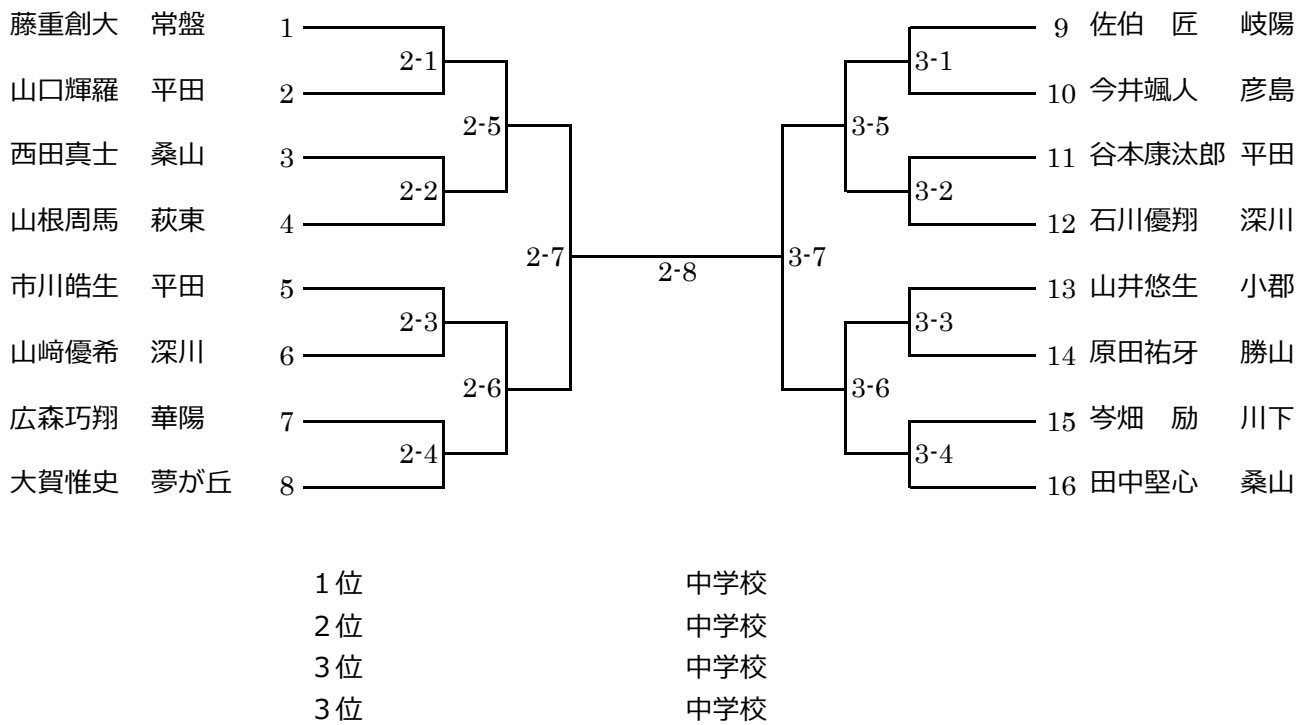 藤重創大 常盤 1 9 佐伯 匠 岐陽
2-1 3-1
山口輝羅 平田 2 10 今井颯人 彦島
2-5 3-5
西田真士 桑山 3 11 谷本康汰郎 平田
2-2 3-2
山根周馬 萩東 4 12 石川優翔 深川
2-7 2-8 3-7
市川皓生 平田 5 13 山井悠生 小郡
2-3 3-3
山﨑優希 深川 6 14 原田祐牙 勝山
2-6 3-6
広森巧翔 華陽 7 15 岑畑 励 川下
2-4 3-4
大賀惟史 夢が丘 8 16 田中堅心 桑山
1位 中学校
2位 中学校
3位 中学校
3位 中学校